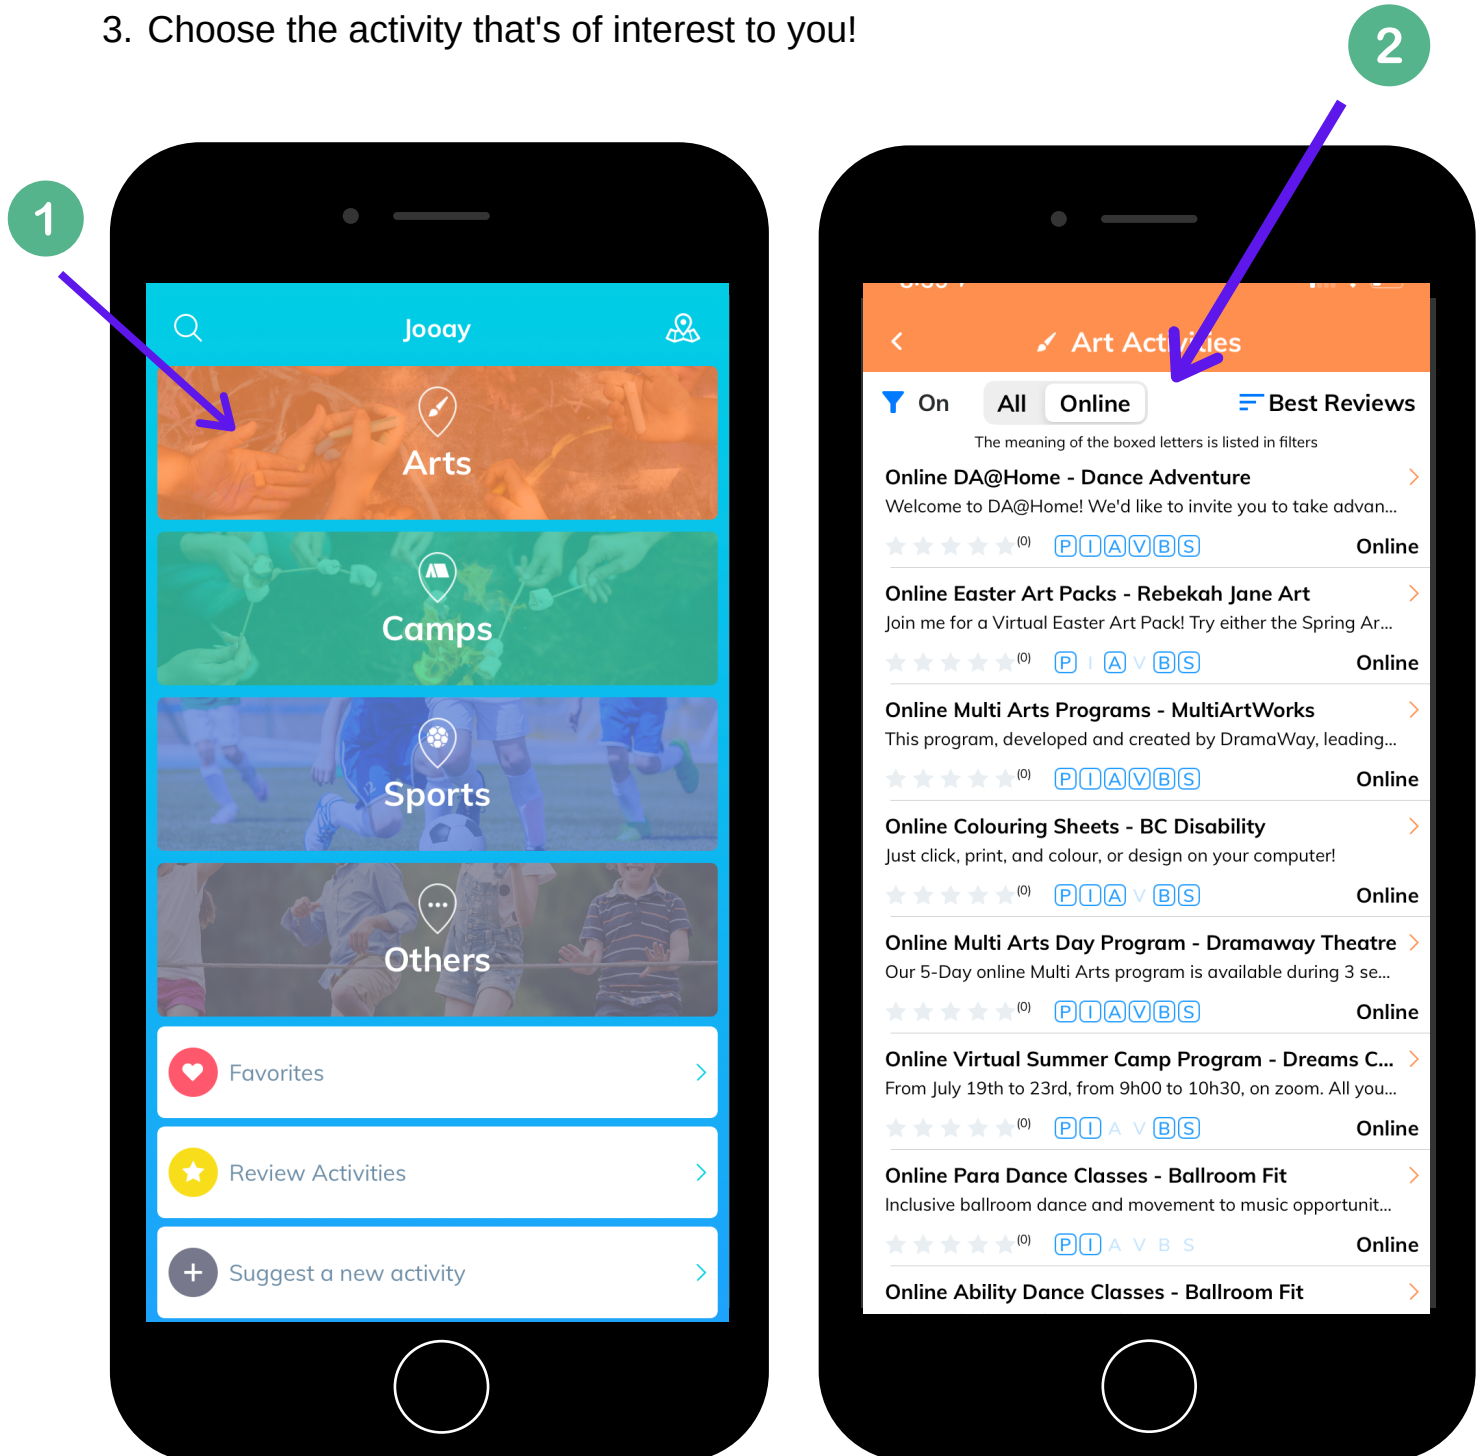 3. Choose the activity that's of interest to you!
2
1
Jooay
Arts
Camps
Sports
Others
Favorites
Review Activities
Suggest a new activity
Art Activities
On All Online Best Reviews
The meaning of the boxed letters is listed in filters
Online DA@Home - Dance Adventure
Welcome to DA@Home! We'd like to invite you to take advan...
(0) P I A V B S Online
Online Easter Art Packs - Rebekah Jane Art
Join me for a Virtual Easter Art Pack! Try either the Spring Ar...
(0) P I A V B S Online
Online Multi Arts Programs - MultiArtWorks
This program, developed and created by DramaWay, leading...
(0) P I A V B S Online
Online Colouring Sheets - BC Disability
Just click, print, and colour, or design on your computer!
(0) P I A V B S Online
Online Multi Arts Day Program - Dramaway Theatre
Our 5-Day online Multi Arts program is available during 3 se...
(0) P I A V B S Online
Online Virtual Summer Camp Program - Dreams C...
From July 19th to 23rd, from 9h00 to 10h30, on zoom. All you...
(0) P I A V B S Online
Online Para Dance Classes - Ballroom Fit
Inclusive ballroom dance and movement to music opportunit...
(0) P I A V B S Online
Online Ability Dance Classes - Ballroom Fit